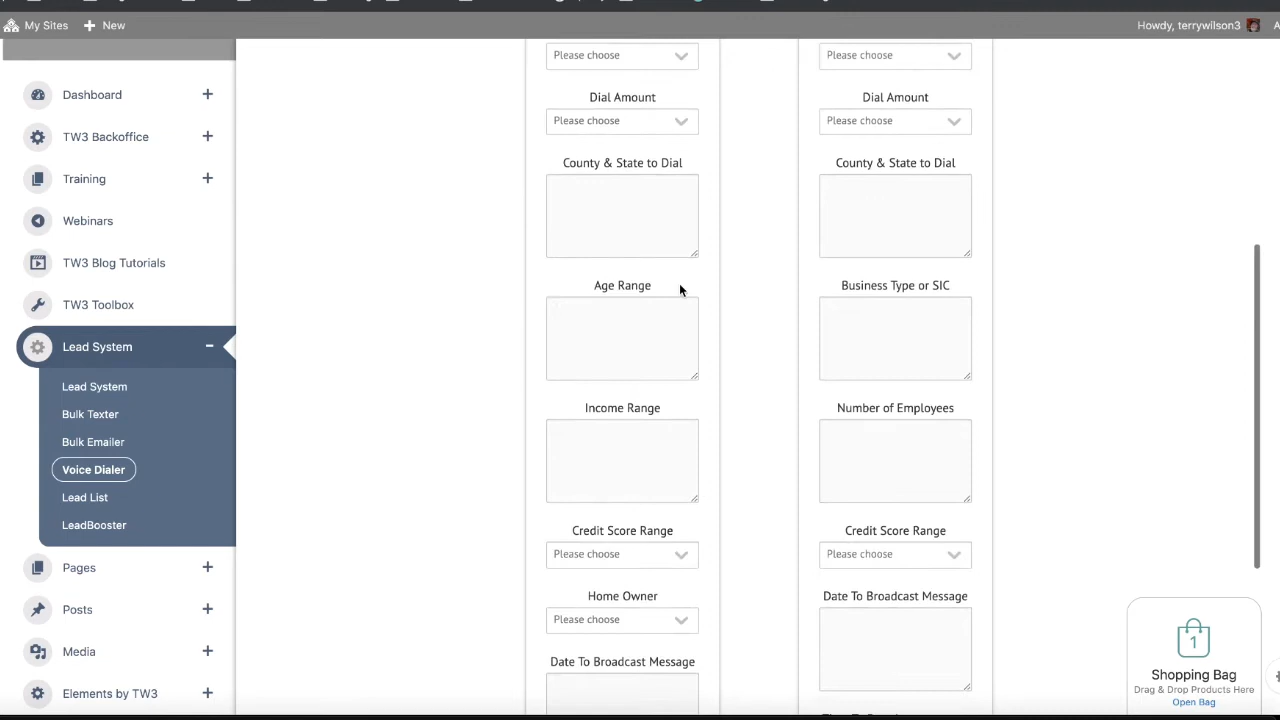 My Sites
New
Howdy, terrywilson3
Dashboard
TW3 Backoffice
Training
Webinars
TW3 Blog Tutorials
TW3 Toolbox
Lead System
Lead System
Bulk Texter
Bulk Emailer
Voice Dialer
Lead List
LeadBooster
Pages
Posts
Media
Elements by TW3
Please choose
Dial Amount
Please choose
County & State to Dial
Age Range
Income Range
Credit Score Range
Please choose
Home Owner
Please choose
Date To Broadcast Message
Please choose
Dial Amount
Please choose
County & State to Dial
Business Type or SIC
Number of Employees
Credit Score Range
Please choose
Date To Broadcast Message
1
Shopping Bag
Drag & Drop Products Here
Open Bag